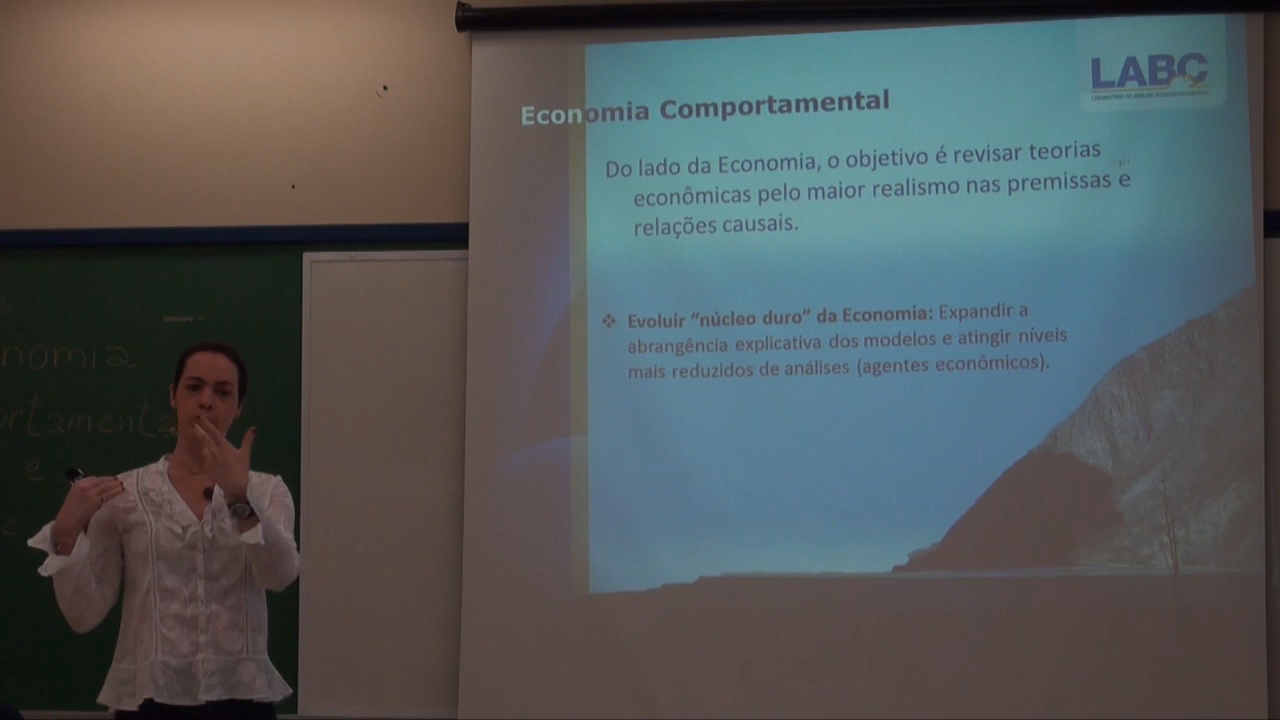 LABC
Economia Comportamental
Do lado da Economia, o objetivo é revisar teorias
econômicas pelo maior realismo nas premissas e
relações causais.
❖ Evoluir “núcleo duro” da Economia: Expandir a
abrangência explicativa dos modelos e atingir níveis
mais reduzidos de análises (agentes econômicos).
nomia
ortamenta
e